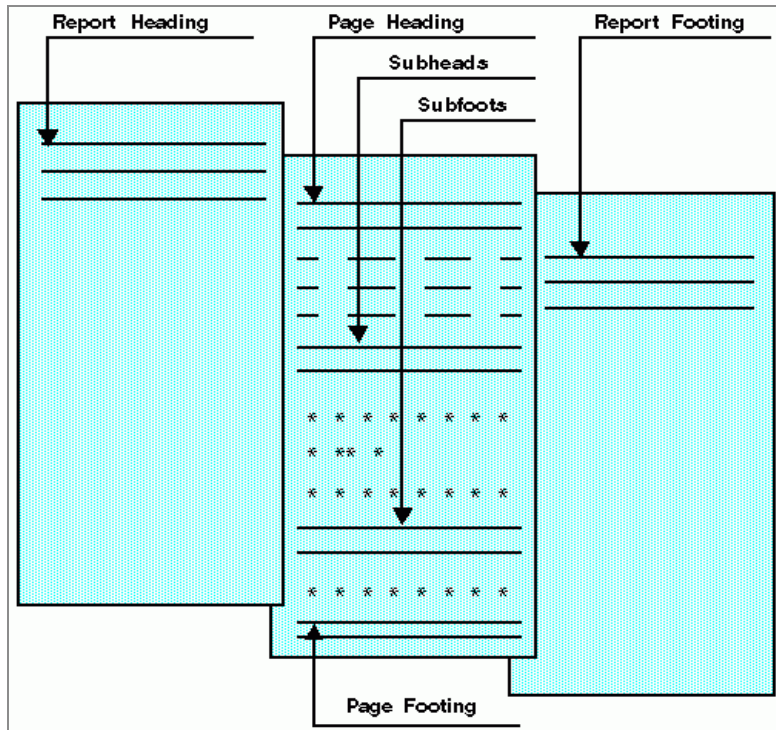 Report Heading
Page Heading
Report Footing
Subheads
Subfoots
* * * * * * * *
* ** *
* * * * * * * *
* * * * * * * *
Page Footing